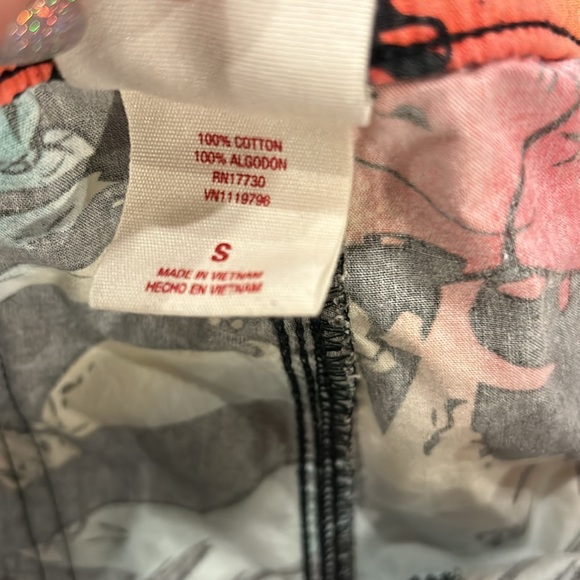 100% COTTON
100% ALGODON
RN17730
VN1119796
S
MADE IN VIETNAM
HECHO EN VIETNAM